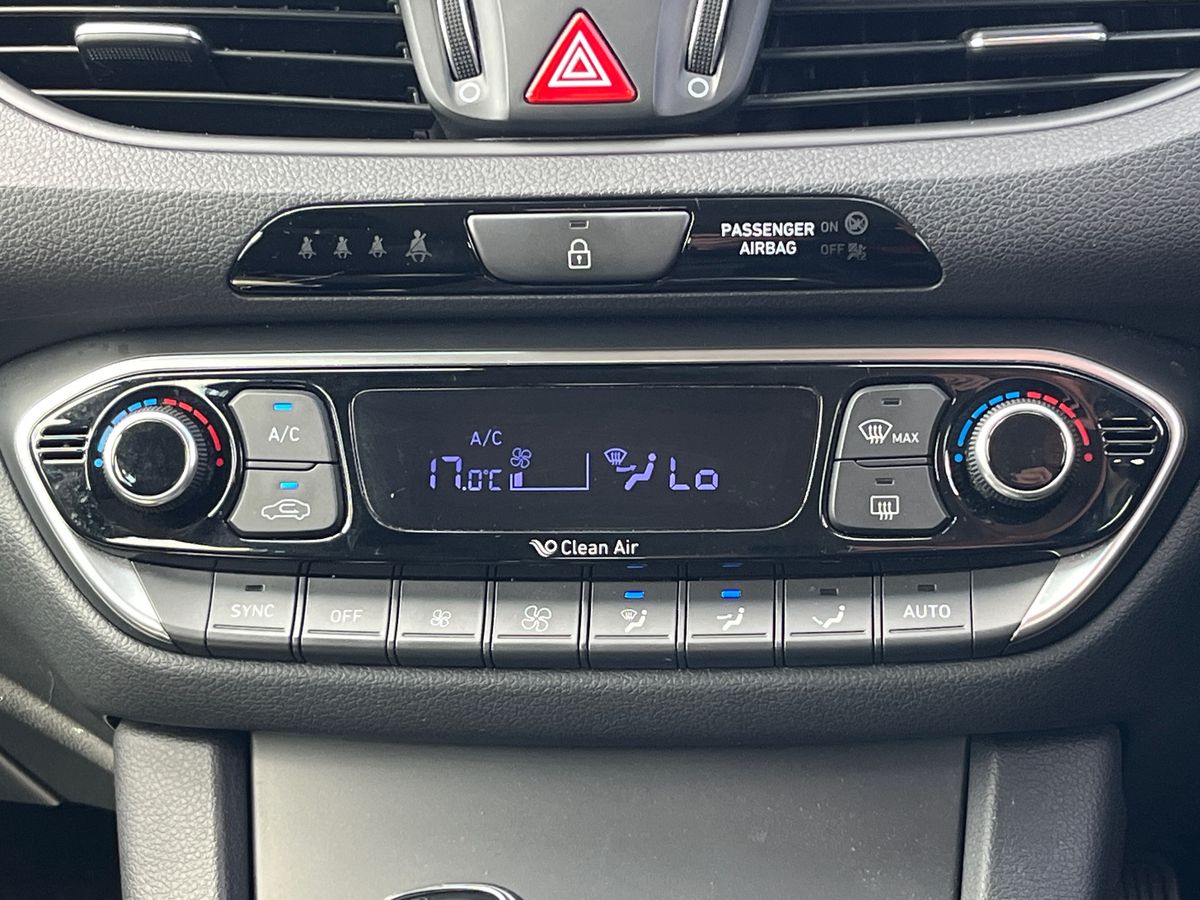 PASSENGER ON
AIRBAG OFF
A/C
A/C
17.0°C
Lo
MAX
Clean Air
SYNC
OFF
AUTO